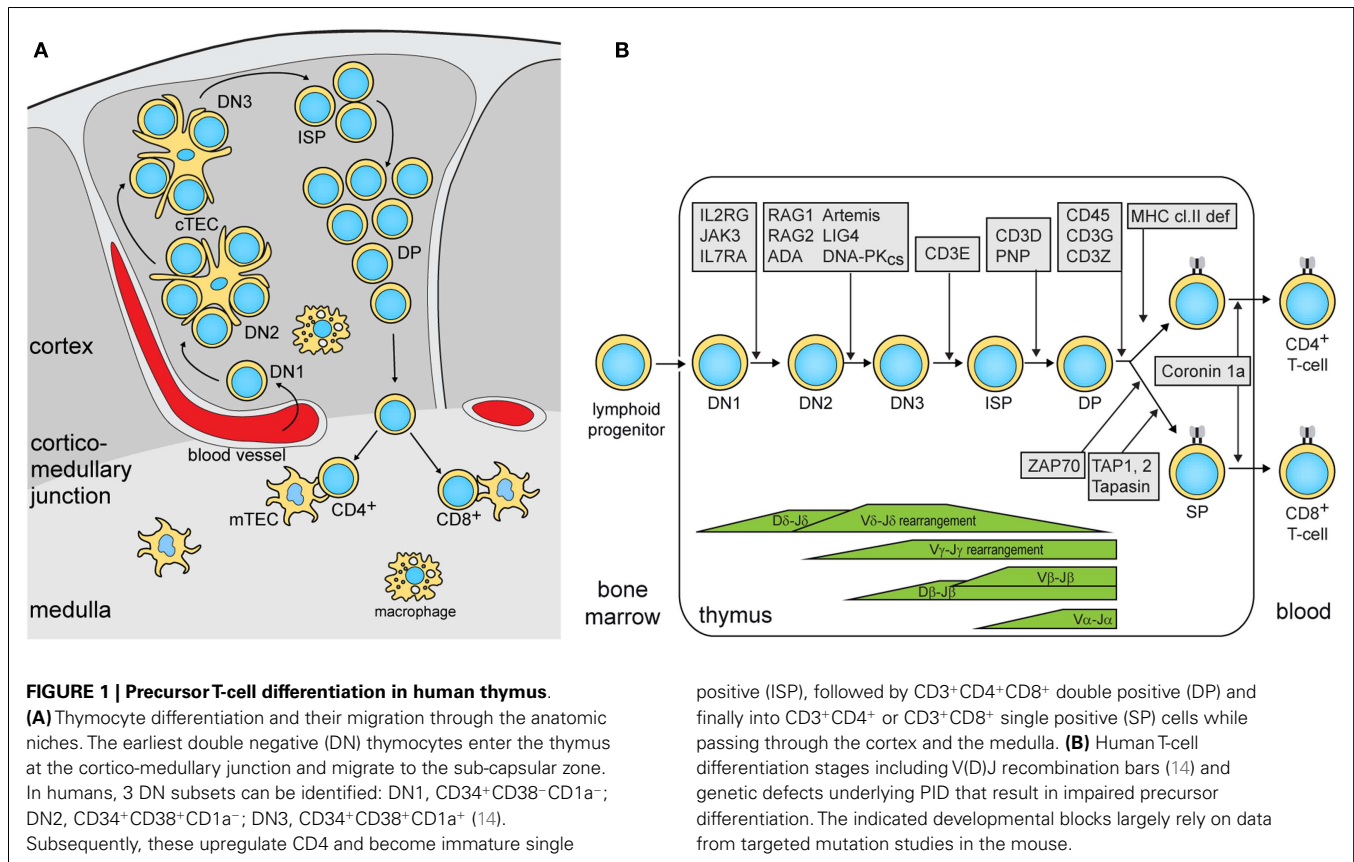 A
DN3
ISP
cTEC
DP
DN2
cortex
DN1
cortico-
medullary
junction
blood vessel
mTEC
CD4⁺
CD8⁺
medulla
macrophage
B
IL2RG
JAK3
IL7RA
RAG1 Artemis
RAG2 LIG4
ADA DNA-PKcs
CD3E
CD3D
PNP
CD45
CD3G
CD3Z
MHC cl.II def
lymphoid
progenitor
DN1
DN2
DN3
ISP
DP
Coronin 1a
CD4⁺
T-cell
ZAP70
TAP1, 2
Tapasin
SP
CD8⁺
T-cell
Dδ-Jδ
Vδ-Jδ rearrangement
Vγ-Jγ rearrangement
Vβ-Jβ
Dβ-Jβ
Vα-Jα
bone
marrow
thymus
blood
FIGURE 1 | Precursor T-cell differentiation in human thymus.
(A) Thymocyte differentiation and their migration through the anatomic
niches. The earliest double negative (DN) thymocytes enter the thymus
at the cortico-medullary junction and migrate to the sub-capsular zone.
In humans, 3 DN subsets can be identified: DN1, CD34⁺CD38⁻CD1a⁻;
DN2, CD34⁺CD38⁺CD1a⁻; DN3, CD34⁺CD38⁺CD1a⁺ (14).
Subsequently, these upregulate CD4 and become immature single
positive (ISP), followed by CD3⁺CD4⁺CD8⁺ double positive (DP) and
finally into CD3⁺CD4⁺ or CD3⁺CD8⁺ single positive (SP) cells while
passing through the cortex and the medulla. (B) Human T-cell
differentiation stages including V(D)J recombination bars (14) and
genetic defects underlying PID that result in impaired precursor
differentiation. The indicated developmental blocks largely rely on data
from targeted mutation studies in the mouse.